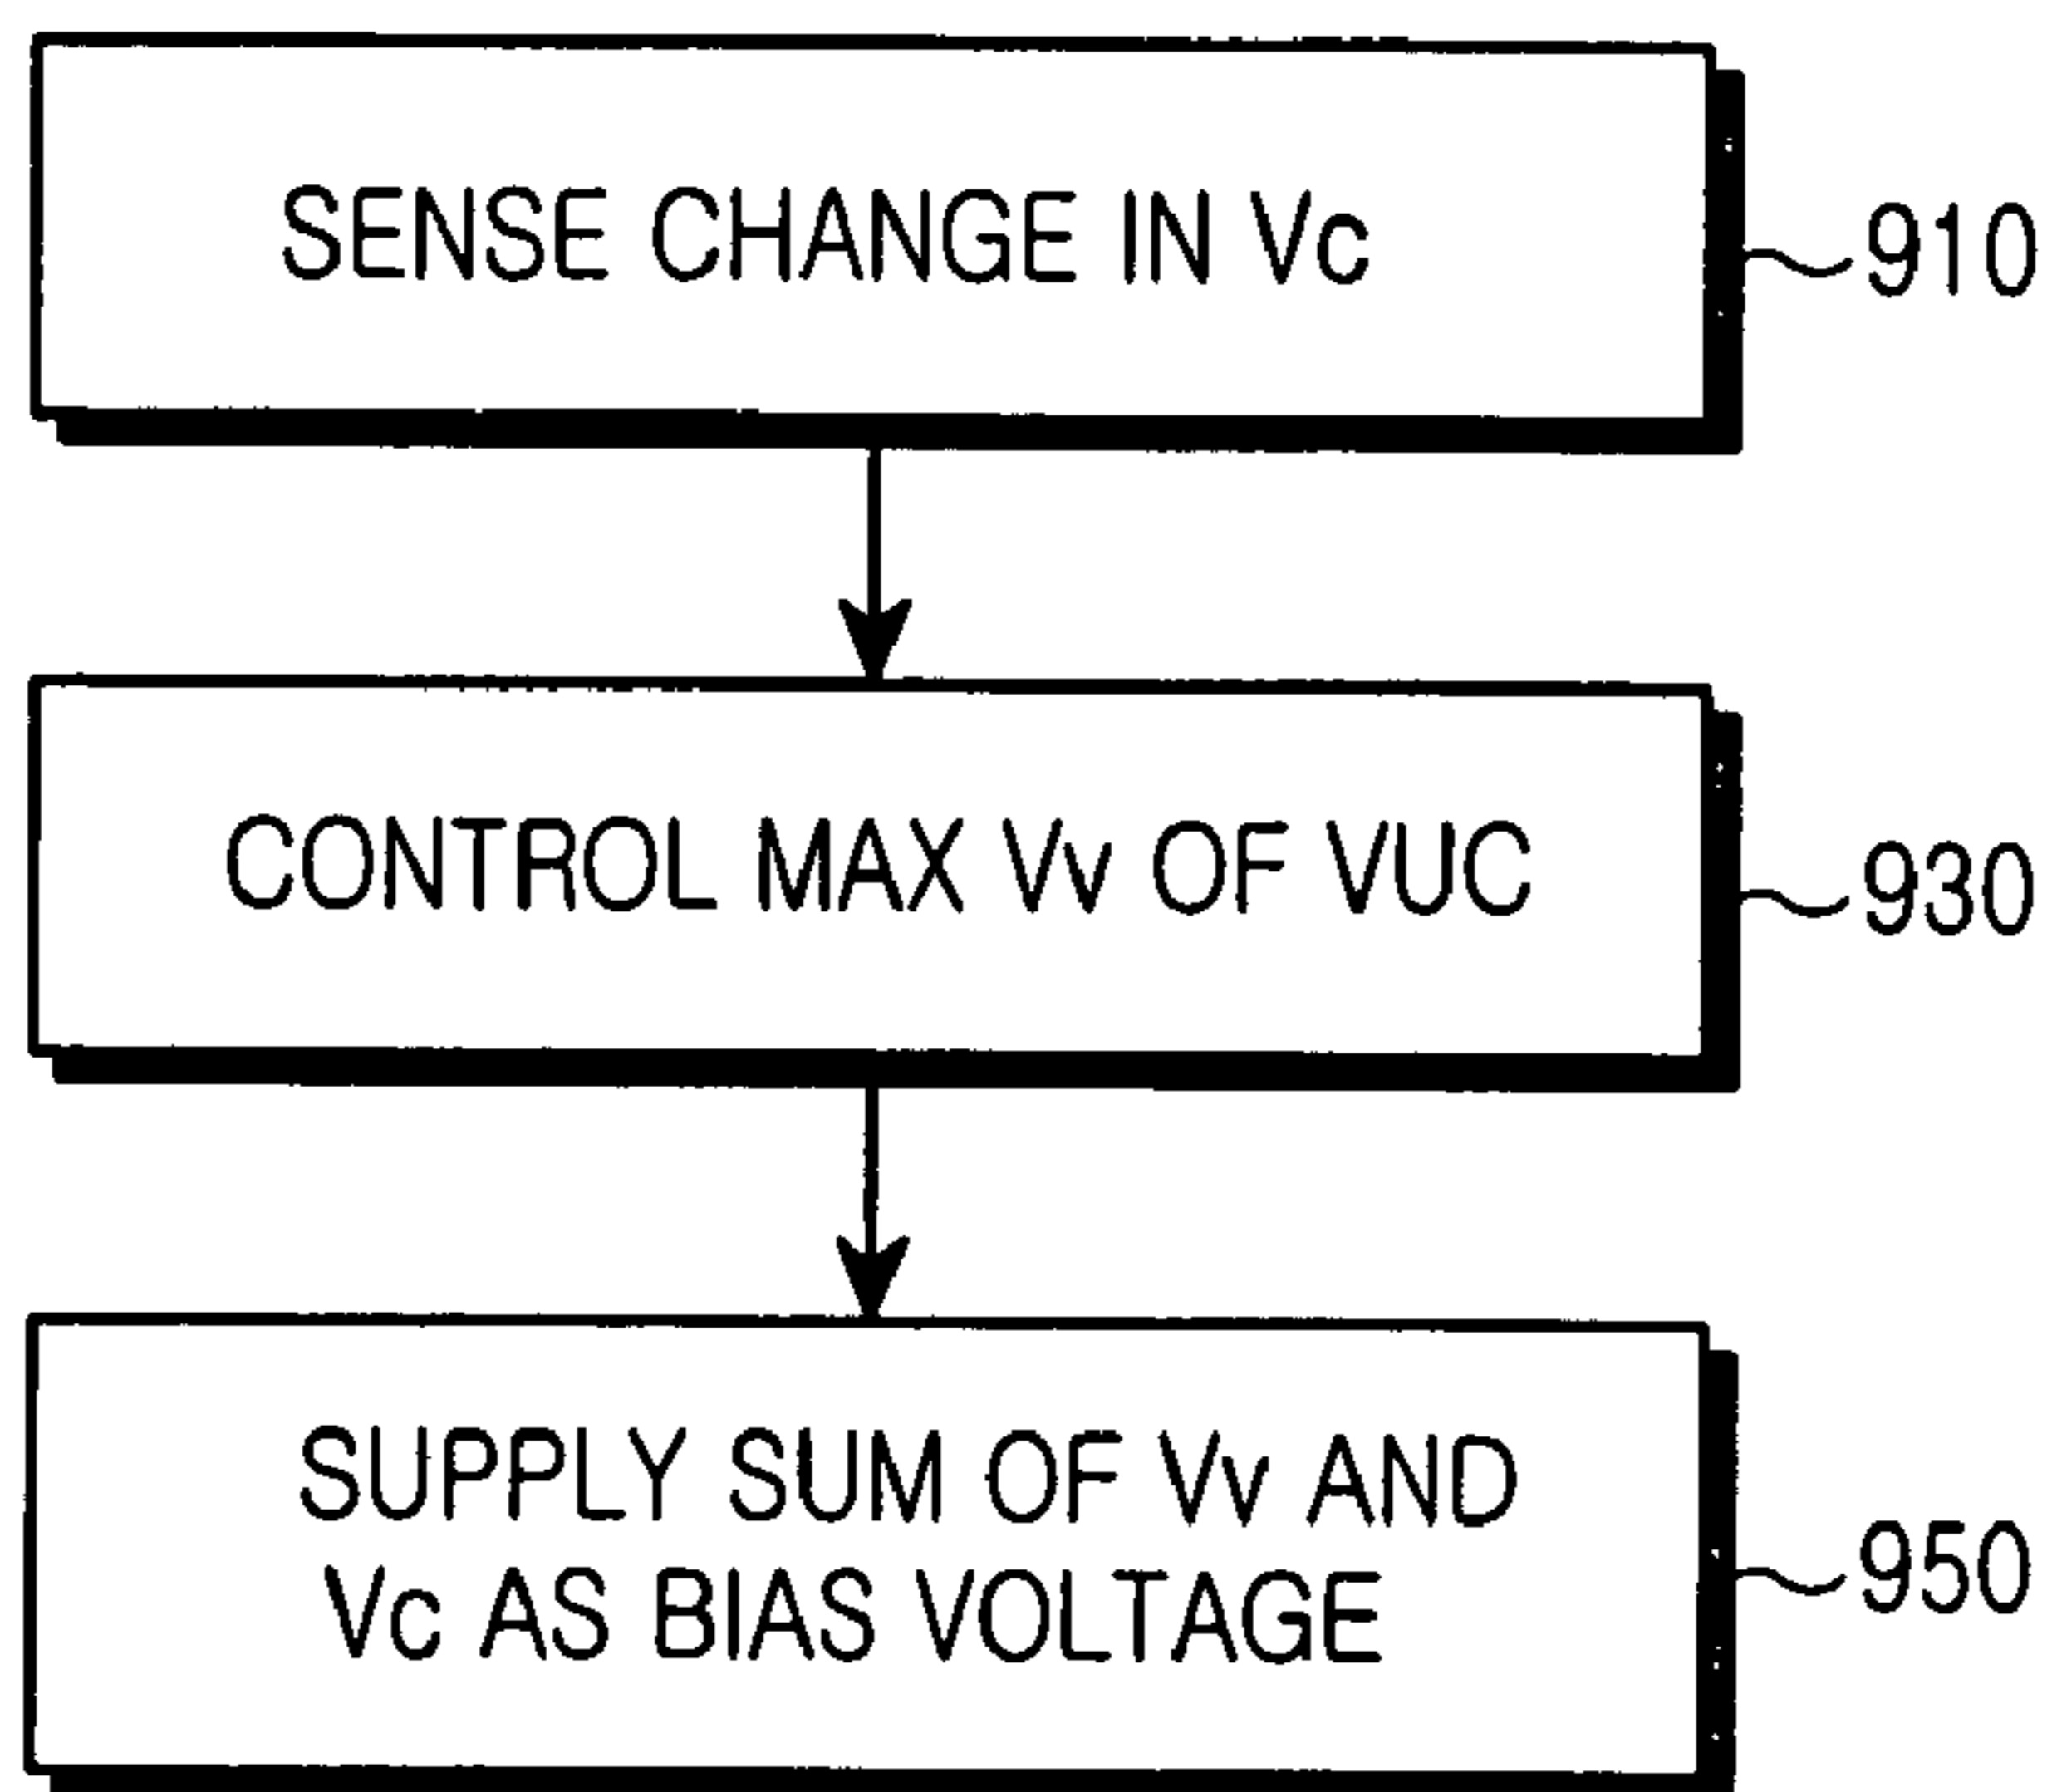 SENSE CHANGE IN Vc
910
CONTROL MAX Vv OF VUC
930
SUPPLY SUM OF Vv AND
Vc AS BIAS VOLTAGE
950